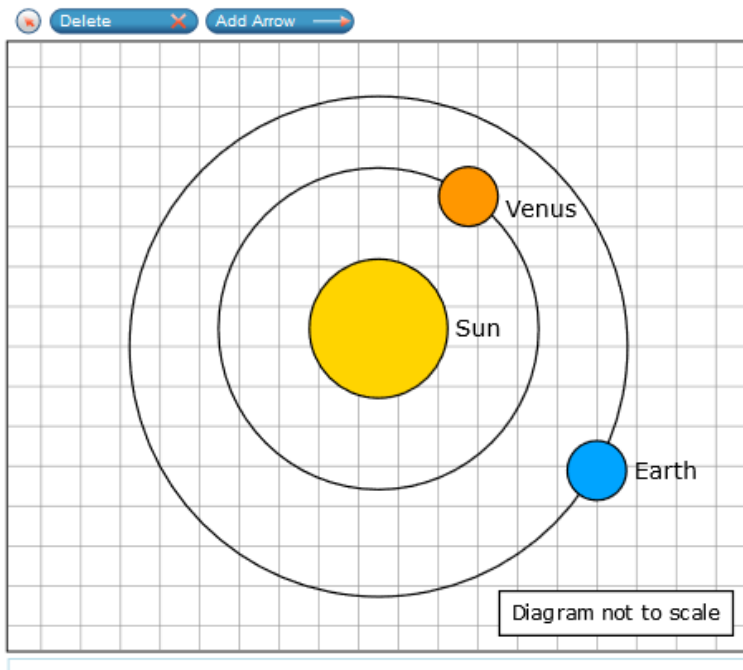 Delete
Add Arrow
Venus
Sun
Earth
Diagram not to scale